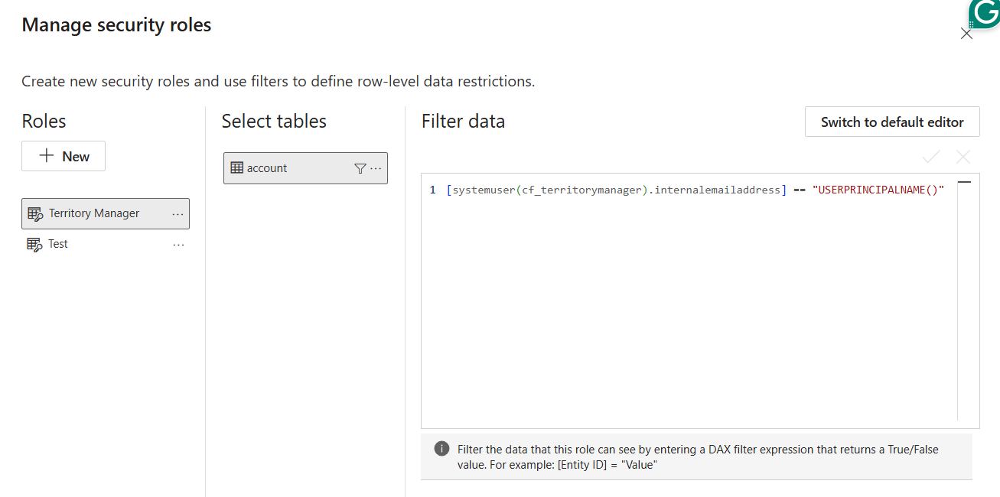 Manage security roles
Create new security roles and use filters to define row-level data restrictions.
Roles
Select tables
Filter data
Switch to default editor
New
account
1 [systemuser(cf_territorymanager).internalemailaddress] == "USERPRINCIPALNAME()"
Territory Manager
Test
Filter the data that this role can see by entering a DAX filter expression that returns a True/False
value. For example: [Entity ID] = "Value"